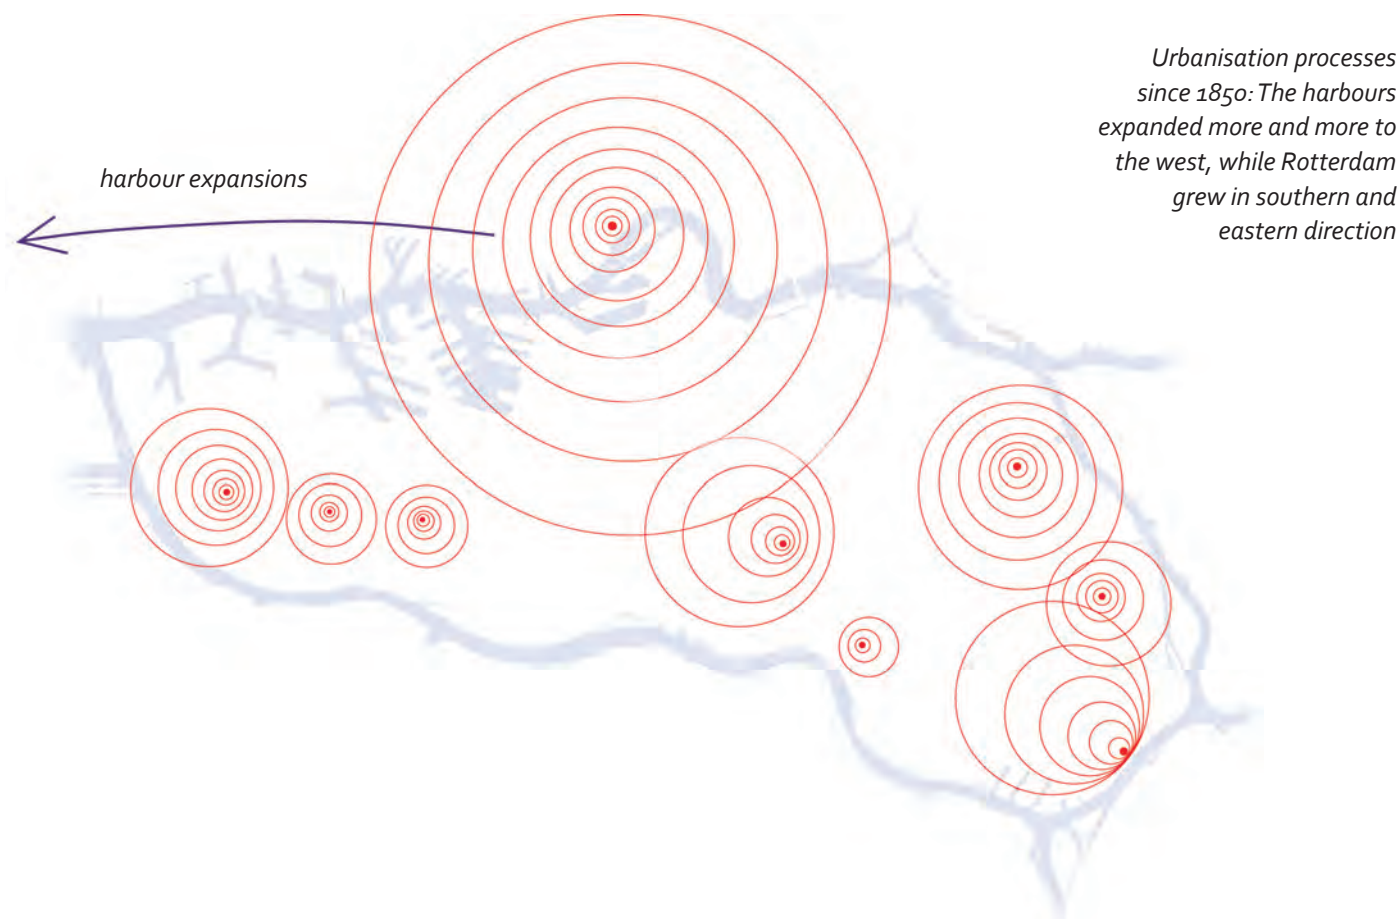 Urbanisation processes
since 1850: The harbours
expanded more and more to
the west, while Rotterdam
grew in southern and
eastern direction
harbour expansions